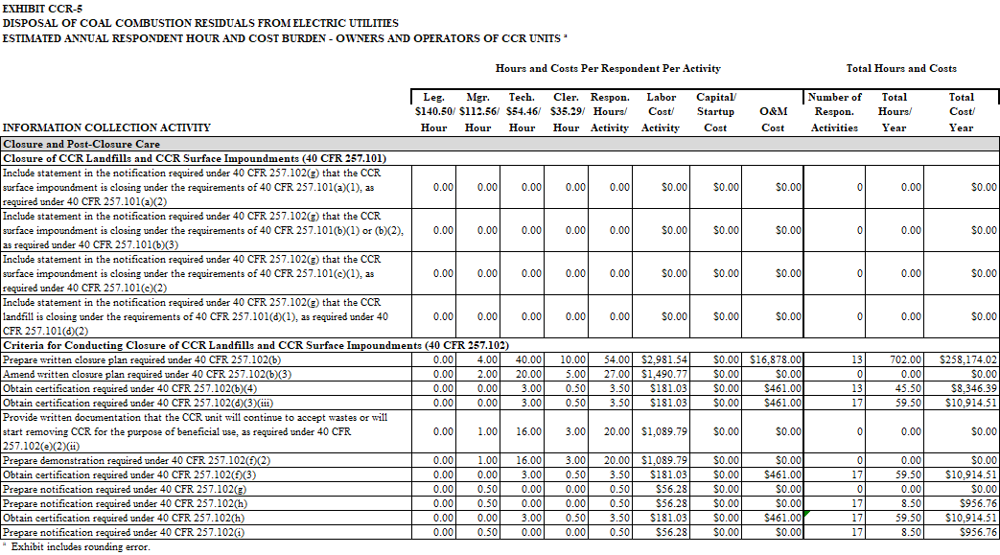 EXHIBIT CCR-5
DISPOSAL OF COAL COMBUSTION RESIDUALS FROM ELECTRIC UTILITIES
ESTIMATED ANNUAL RESPONDENT HOUR AND COST BURDEN - OWNERS AND OPERATORS OF CCR UNITS ª
Hours and Costs Per Respondent Per Activity Total Hours and Costs
Leg. Mgr. Tech. Cler. Respon. Labor Capital/ Number of Total Total
$140.50/ $112.56/ $54.46/ $35.29/ Hours/ Cost/ Startup O&M Respon. Hours/ Cost/
INFORMATION COLLECTION ACTIVITY Hour Hour Hour Hour Activity Activity Cost Cost Activities Year Year
Closure and Post-Closure Care
Closure of CCR Landfills and CCR Surface Impoundments (40 CFR 257.101)
Include statement in the notification required under 40 CFR 257.102(g) that the CCR
surface impoundment is closing under the requirements of 40 CFR 257.101(a)(1), as 0.00 0.00 0.00 0.00 0.00 $0.00 $0.00 $0.00 0 0.00 $0.00
required under 40 CFR 257.101(a)(2)
Include statement in the notification required under 40 CFR 257.102(g) that the CCR
surface impoundment is closing under the requirements of 40 CFR 257.101(b)(1) or (b)(2), 0.00 0.00 0.00 0.00 0.00 $0.00 $0.00 $0.00 0 0.00 $0.00
as required under 40 CFR 257.101(b)(3)
Include statement in the notification required under 40 CFR 257.102(g) that the CCR
surface impoundment is closing under the requirements of 40 CFR 257.101(c)(1), as 0.00 0.00 0.00 0.00 0.00 $0.00 $0.00 $0.00 0 0.00 $0.00
required under 40 CFR 257.101(c)(2)
Include statement in the notification required under 40 CFR 257.102(g) that the CCR
landfill is closing under the requirements of 40 CFR 257.101(d)(1), as required under 40 0.00 0.00 0.00 0.00 0.00 $0.00 $0.00 $0.00 0 0.00 $0.00
CFR 257.101(d)(2)
Criteria for Conducting Closure of CCR Landfills and CCR Surface Impoundments (40 CFR 257.102)
Prepare written closure plan required under 40 CFR 257.102(b) 0.00 4.00 40.00 10.00 54.00 $2,981.54 $0.00 $16,878.00 13 702.00 $258,174.02
Amend written closure plan required under 40 CFR 257.102(b)(3) 0.00 2.00 20.00 5.00 27.00 $1,490.77 $0.00 $0.00 0 0.00 $0.00
Obtain certification required under 40 CFR 257.102(b)(4) 0.00 0.00 3.00 0.50 3.50 $181.03 $0.00 $461.00 13 45.50 $8,346.39
Obtain certification required under 40 CFR 257.102(d)(3)(iii) 0.00 0.00 3.00 0.50 3.50 $181.03 $0.00 $461.00 17 59.50 $10,914.51
Provide written documentation that the CCR unit will continue to accept wastes or will
start removing CCR for the purpose of beneficial use, as required under 40 CFR 0.00 1.00 16.00 3.00 20.00 $1,089.79 $0.00 $0.00 0 0.00 $0.00
257.102(e)(2)(ii)
Prepare demonstration required under 40 CFR 257.102(f)(2) 0.00 1.00 16.00 3.00 20.00 $1,089.79 $0.00 $0.00 0 0.00 $0.00
Obtain certification required under 40 CFR 257.102(f)(3) 0.00 0.00 3.00 0.50 3.50 $181.03 $0.00 $461.00 17 59.50 $10,914.51
Prepare notification required under 40 CFR 257.102(g) 0.00 0.50 0.00 0.00 0.50 $56.28 $0.00 $0.00 0 0.00 $0.00
Prepare notification required under 40 CFR 257.102(h) 0.00 0.50 0.00 0.00 0.50 $56.28 $0.00 $0.00 17 8.50 $956.76
Obtain certification required under 40 CFR 257.102(h) 0.00 0.00 3.00 0.50 3.50 $181.03 $0.00 $461.00 17 59.50 $10,914.51
Prepare notification required under 40 CFR 257.102(i) 0.00 0.50 0.00 0.00 0.50 $56.28 $0.00 $0.00 17 8.50 $956.76
ª Exhibit includes rounding error.